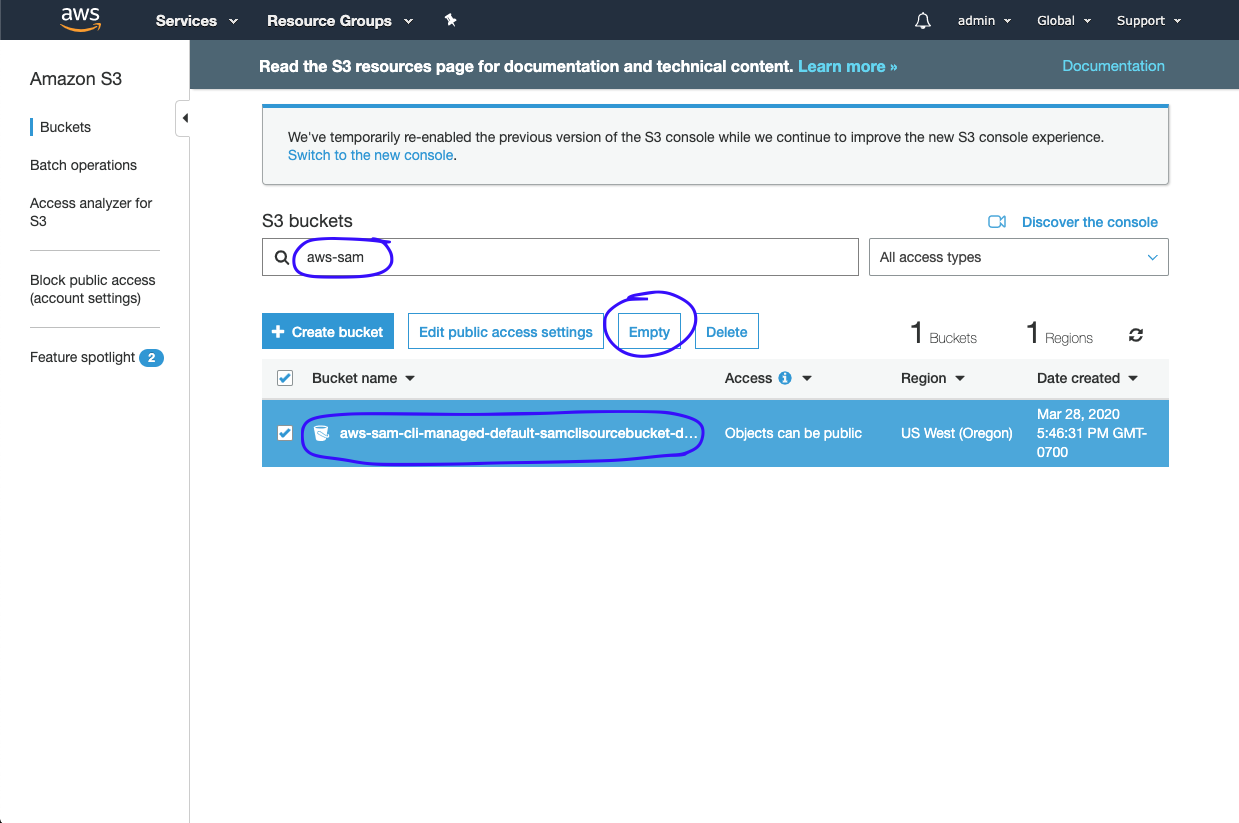 aws Services Resource Groups admin Global Support
Read the S3 resources page for documentation and technical content. Learn more » Documentation
Amazon S3
Buckets
Batch operations
Access analyzer for
S3
Block public access
(account settings)
Feature spotlight 2
We've temporarily re-enabled the previous version of the S3 console while we continue to improve the new S3 console experience.
Switch to the new console.
S3 buckets Discover the console
aws-sam All access types
+ Create bucket Edit public access settings Empty Delete 1 Buckets 1 Regions
Bucket name Access Region Date created
aws-sam-cli-managed-default-samclisourcebucket-d... Objects can be public US West (Oregon) Mar 28, 2020
5:46:31 PM GMT-
0700